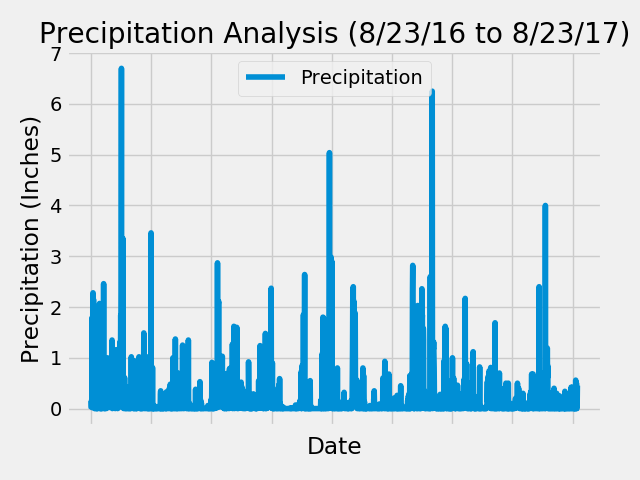 Precipitation Analysis (8/23/16 to 8/23/17)
Precipitation
Precipitation (Inches)
7
6
5
4
3
2
1
0
Date